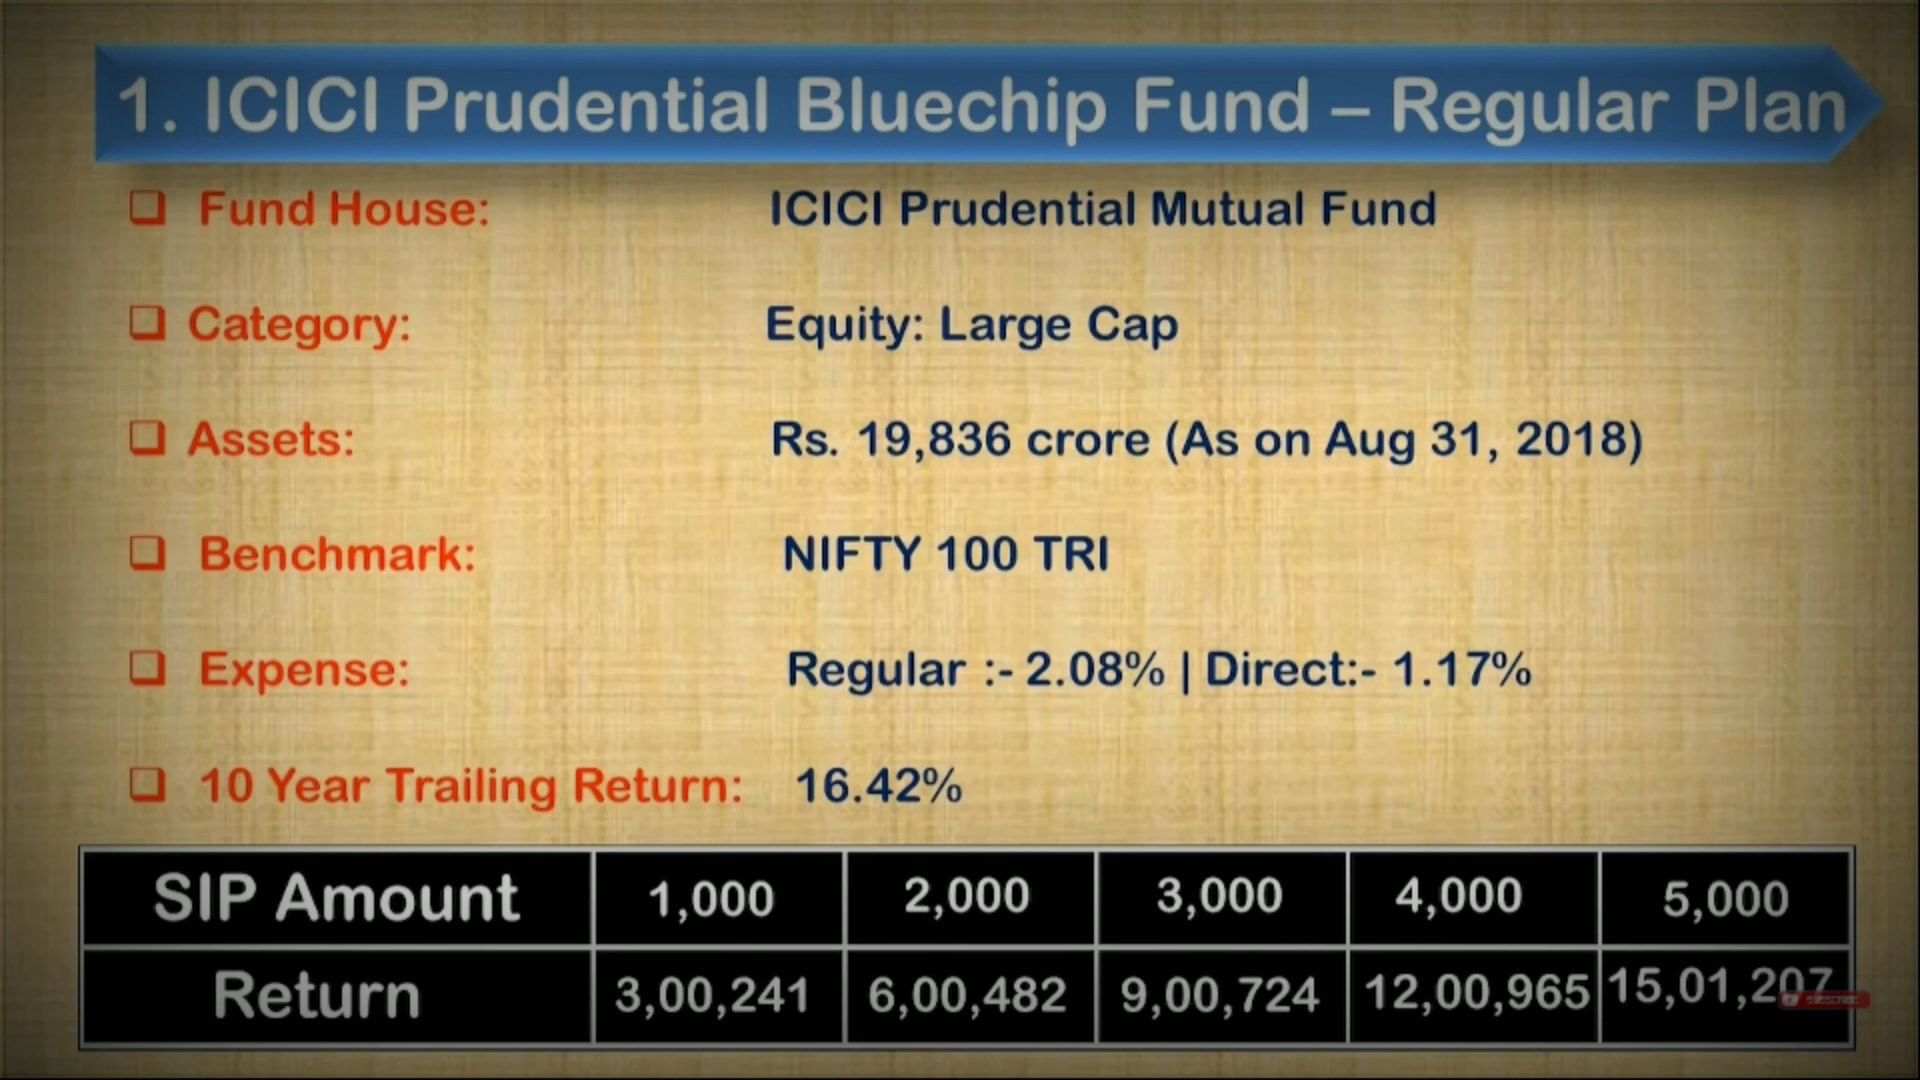 1. ICICI Prudential Bluechip Fund – Regular Plan
Fund House: ICICI Prudential Mutual Fund
Category: Equity: Large Cap
Assets: Rs. 19,836 crore (As on Aug 31, 2018)
Benchmark: NIFTY 100 TRI
Expense: Regular :- 2.08% | Direct:- 1.17%
10 Year Trailing Return: 16.42%
SIP Amount 1,000 2,000 3,000 4,000 5,000
Return 3,00,241 6,00,482 9,00,724 12,00,965 15,01,207
SUBSCRIBE